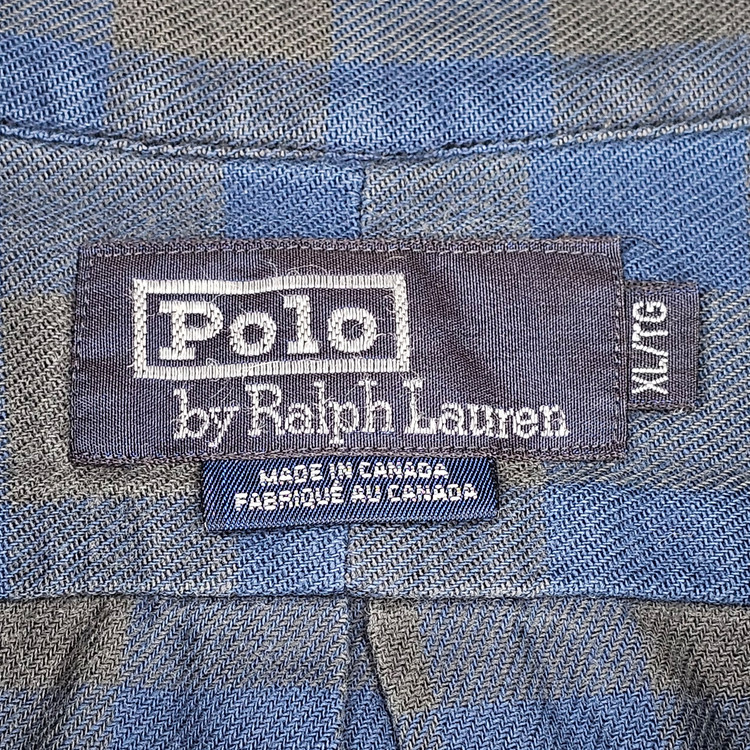 Polo
by Ralph Lauren
XL/TG
MADE IN CANADA
FABRIQUE AU CANADA